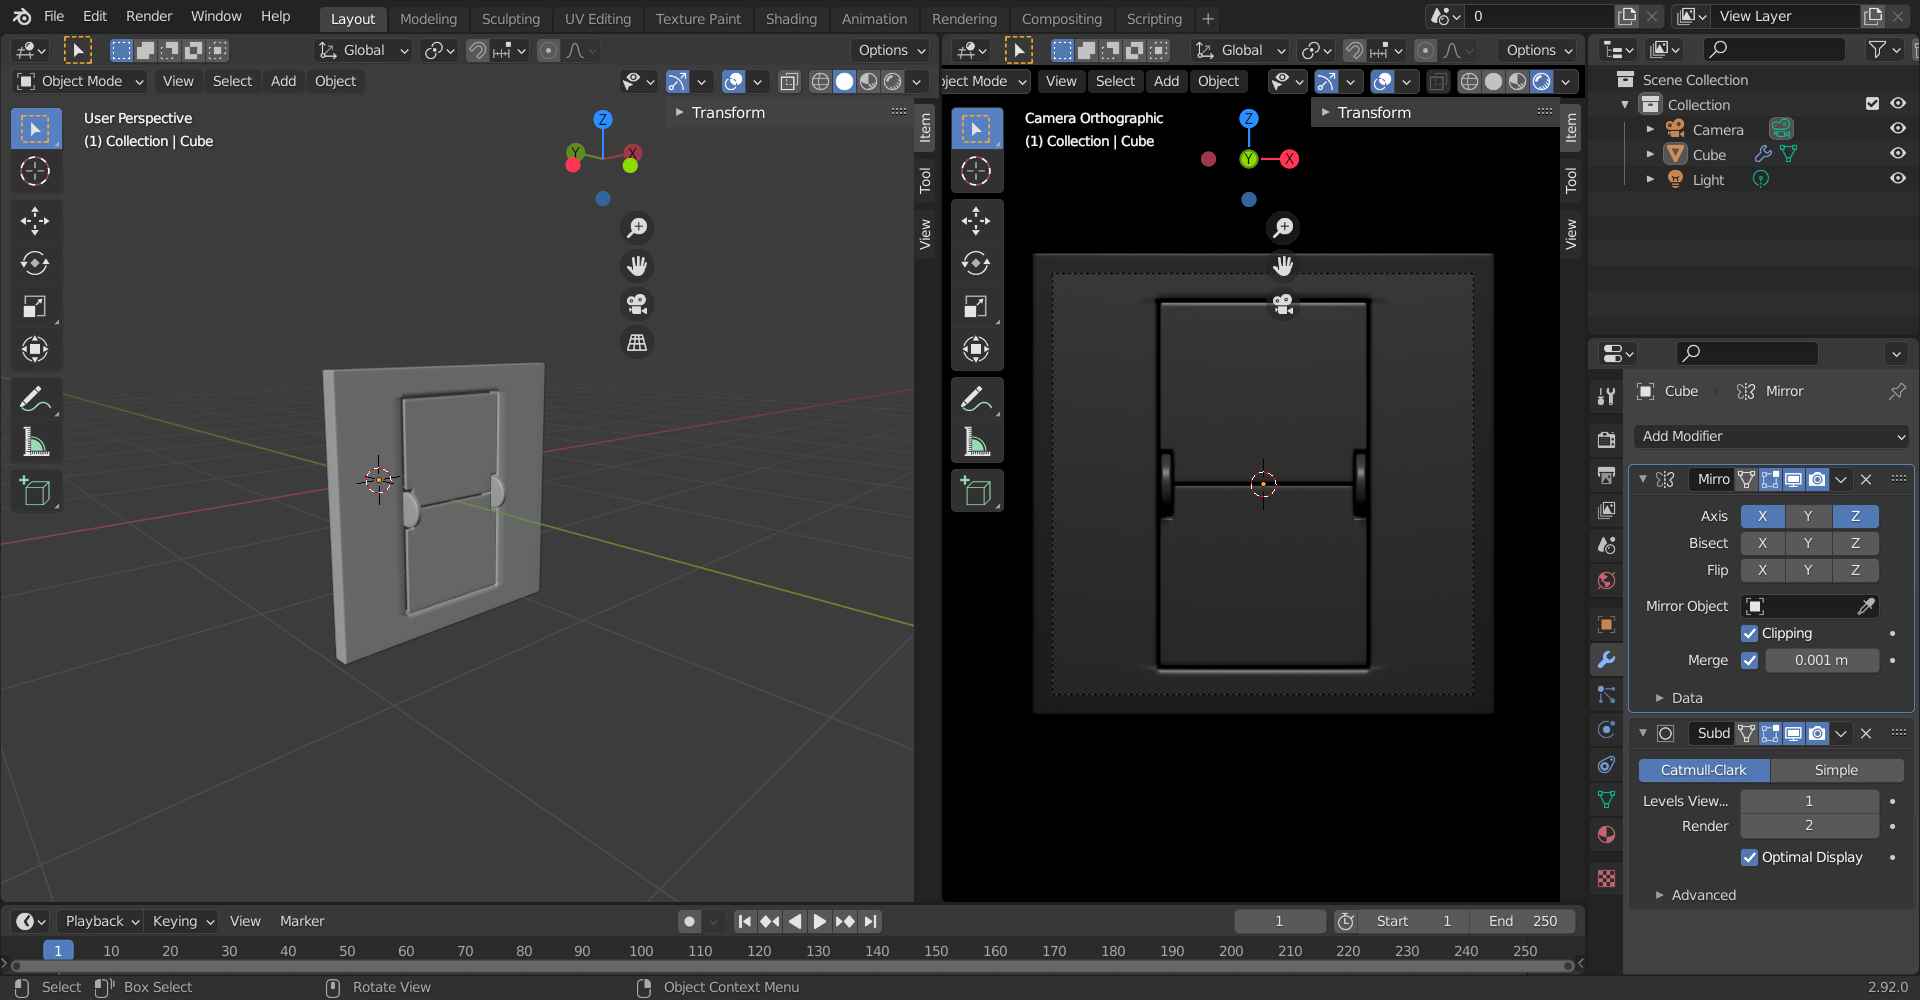 File Edit Render Window Help Layout Modeling Sculpting UV Editing Texture Paint Shading Animation Rendering Compositing Scripting + 0 View Layer
Global Options Global Options
Object Mode View Select Add Object ject Mode View Select Add Object
Scene Collection
Collection
Camera
Cube
Light
User Perspective
(1) Collection | Cube
Transform
Item
Tool
View
Z
Y
X
Camera Orthographic
(1) Collection | Cube
Transform
Item
Tool
View
Z
Y
X
Cube Mirror
Add Modifier
Mirro
Axis X Y Z
Bisect X Y Z
Flip X Y Z
Mirror Object
Clipping
Merge 0.001 m
Data
Subd
Catmull-Clark Simple
Levels View... 1
Render 2
Optimal Display
Advanced
Playback Keying View Marker 1 Start 1 End 250
1 10 20 30 40 50 60 70 80 90 100 110 120 130 140 150 160 170 180 190 200 210 220 230 240 250
Select Box Select Rotate View Object Context Menu 2.92.0